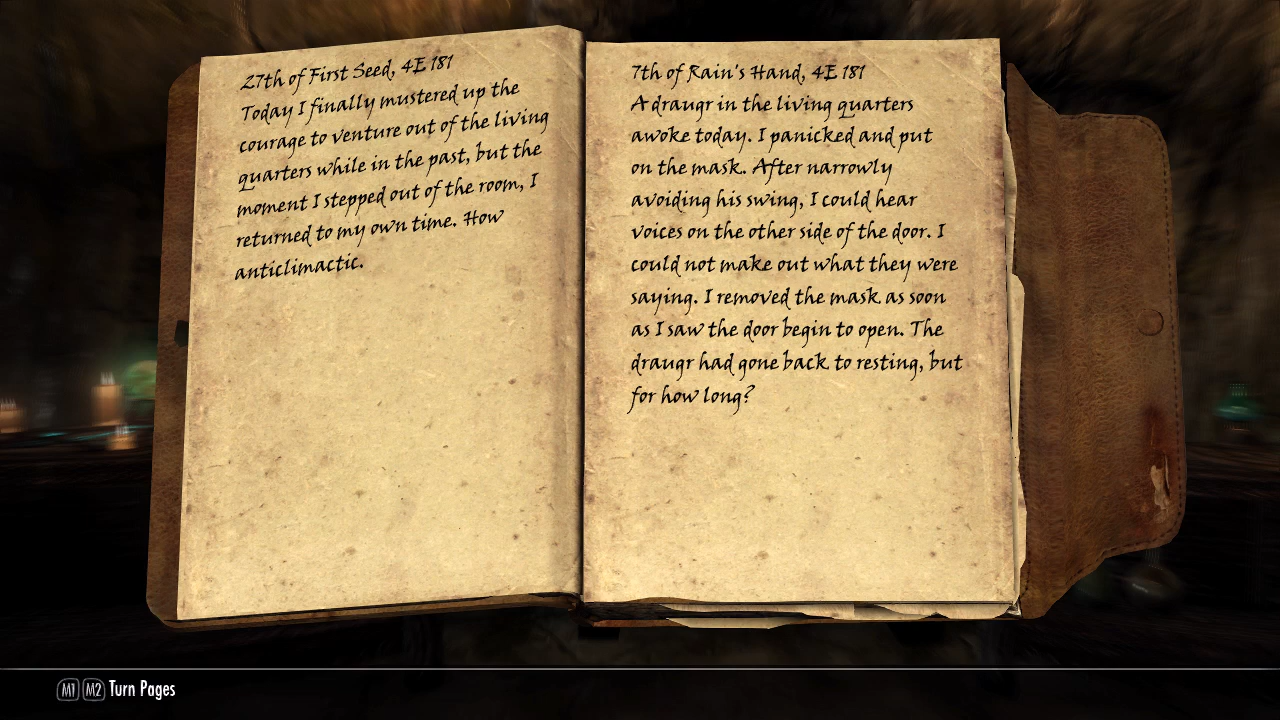 27th of First Seed, 4E 181
Today I finally mustered up the
courage to venture out of the living
quarters while in the past, but the
moment I stepped out of the room, I
returned to my own time. How
anticlimactic.
7th of Rain's Hand, 4E 181
A draugr in the living quarters
awoke today. I panicked and put
on the mask. After narrowly
avoiding his swing, I could hear
voices on the other side of the door. I
could not make out what they were
saying. I removed the mask as soon
as I saw the door begin to open. The
draugr had gone back to resting, but
for how long?
M1 M2 Turn Pages